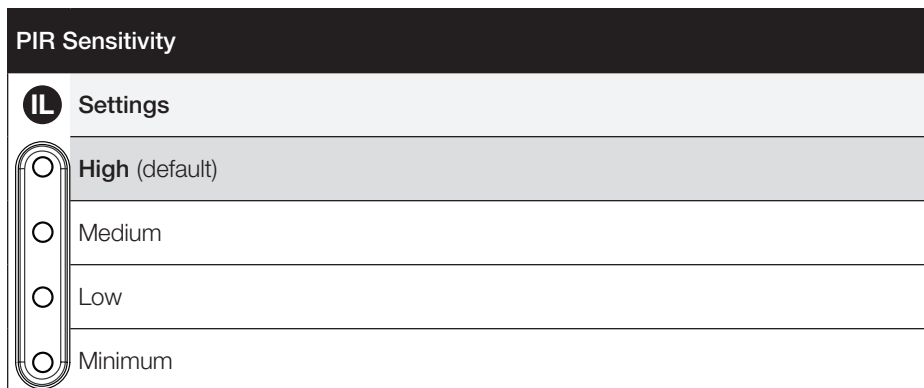 PIR Sensitivity
IL Settings
High (default)
Medium
Low
Minimum